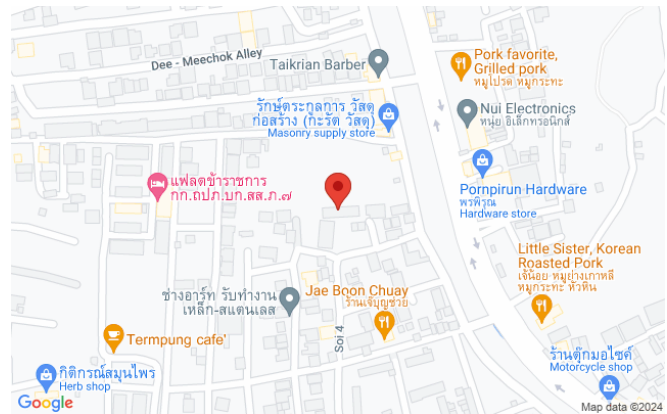 Dee - Meechok Alley
Taikrian Barber
Pork favorite,
Grilled pork
หมูโปรด หมูกระทะ
รักษ์ตระกูลการ วัสดุ
ก่อสร้าง (กะรัต วัสดุ)
Masonry supply store
Nui Electronics
หนุ่ย อิเล็กทรอนิกส์
แฟลตข้าราชการ
กก.ถปภ.บก.สส.ภ.๗
Pornpirun Hardware
พรพิรุณ
Hardware store
Little Sister, Korean
Roasted Pork
เจ้น้อย หมูย่างเกาหลี
หมูกระทะ หัวหิน
ช่างอาร์ท รับทำงาน
เหล็ก-สแตนเลส
Jae Boon Chuay
ร้านเจ๊บุญช่วย
Soi 4
Termpung cafe'
ร้านตุ๊กมอไซค์
Motorcycle shop
กิติกรณ์สมุนไพร
Herb shop
Google
Map data ©2024